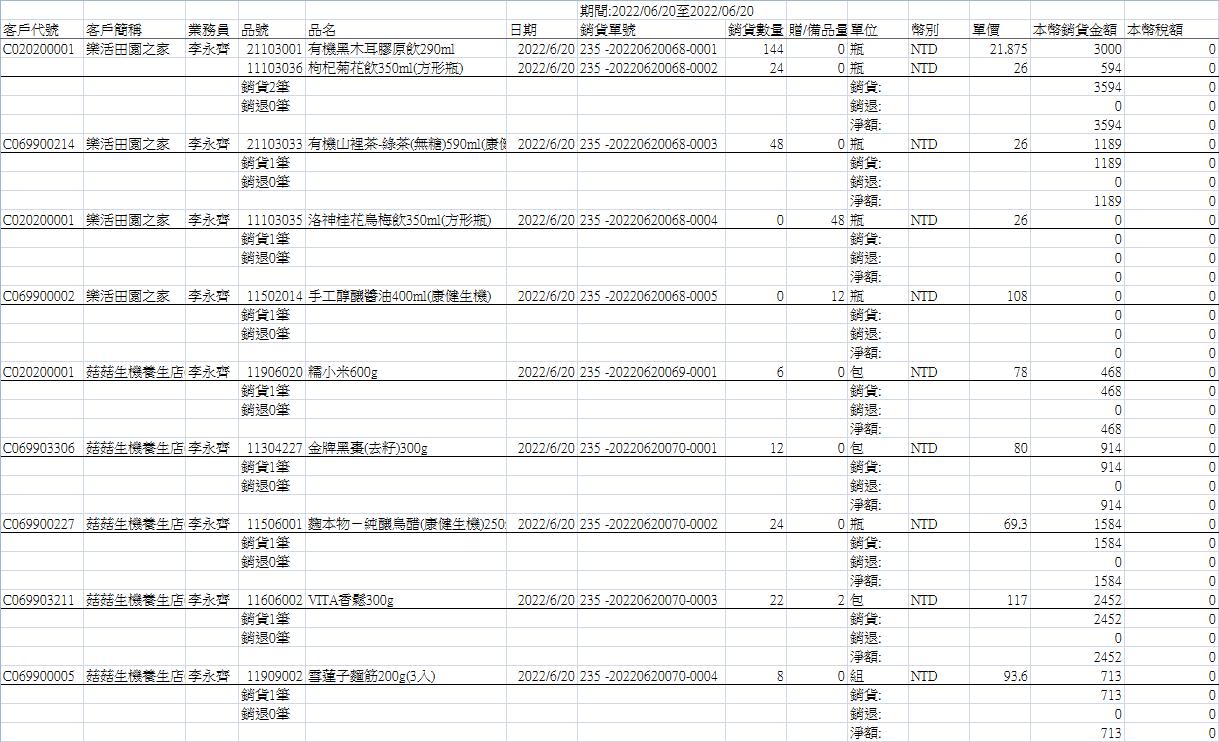 期間:2022/06/20至2022/06/20
客戶代號 客戶簡稱 業務員 品號 品名 日期 銷貨單號 銷貨數量 贈/備品量 單位 幣別 單價 本幣銷貨金額 本幣稅額
C020200001 樂活田園之家 李永齊 21103001 有機黑木耳膠原飲290ml 2022/6/20 235 -20220620068-0001 144 0 瓶 NTD 21.875 3000 0
11103036 枸杞菊花飲350ml(方形瓶) 2022/6/20 235 -20220620068-0002 24 0 瓶 NTD 26 594 0
銷貨2筆 銷貨: 3594 0
銷退0筆 銷退: 0 0
淨額: 3594 0
C069900214 樂活田園之家 李永齊 21103033 有機山裡茶-綠茶(無糖)590ml(康健 2022/6/20 235 -20220620068-0003 48 0 瓶 NTD 26 1189 0
銷貨1筆 銷貨: 1189 0
銷退0筆 銷退: 0 0
淨額: 1189 0
C020200001 樂活田園之家 李永齊 11103035 洛神桂花烏梅飲350ml(方形瓶) 2022/6/20 235 -20220620068-0004 0 48 瓶 NTD 26 0 0
銷貨1筆 銷貨: 0 0
銷退0筆 銷退: 0 0
淨額: 0 0
C069900002 樂活田園之家 李永齊 11502014 手工醇釀醬油400ml(康健生機) 2022/6/20 235 -20220620068-0005 0 12 瓶 NTD 108 0 0
銷貨1筆 銷貨: 0 0
銷退0筆 銷退: 0 0
淨額: 0 0
C020200001 菇菇生機養生店 李永齊 11906020 糯小米600g 2022/6/20 235 -20220620069-0001 6 0 包 NTD 78 468 0
銷貨1筆 銷貨: 468 0
銷退0筆 銷退: 0 0
淨額: 468 0
C069903306 菇菇生機養生店 李永齊 11304227 金牌黑棗(去籽)300g 2022/6/20 235 -20220620070-0001 12 0 包 NTD 80 914 0
銷貨1筆 銷貨: 914 0
銷退0筆 銷退: 0 0
淨額: 914 0
C069900227 菇菇生機養生店 李永齊 11506001 麴本物－純釀烏醋(康健生機)250 2022/6/20 235 -20220620070-0002 24 0 瓶 NTD 69.3 1584 0
銷貨1筆 銷貨: 1584 0
銷退0筆 銷退: 0 0
淨額: 1584 0
C069903211 菇菇生機養生店 李永齊 11606002 VITA香鬆300g 2022/6/20 235 -20220620070-0003 22 2 包 NTD 117 2452 0
銷貨1筆 銷貨: 2452 0
銷退0筆 銷退: 0 0
淨額: 2452 0
C069900005 菇菇生機養生店 李永齊 11909002 雪蓮子麵筋200g(3入) 2022/6/20 235 -20220620070-0004 8 0 組 NTD 93.6 713 0
銷貨1筆 銷貨: 713 0
銷退0筆 銷退: 0 0
淨額: 713 0